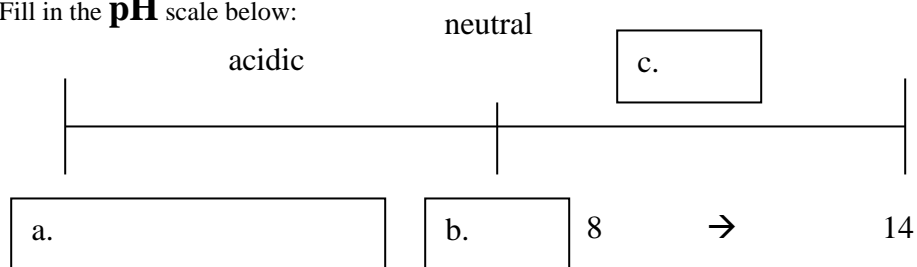 Fill in the pH scale below:
neutral
acidic
c.
a.
b.
8 → 14